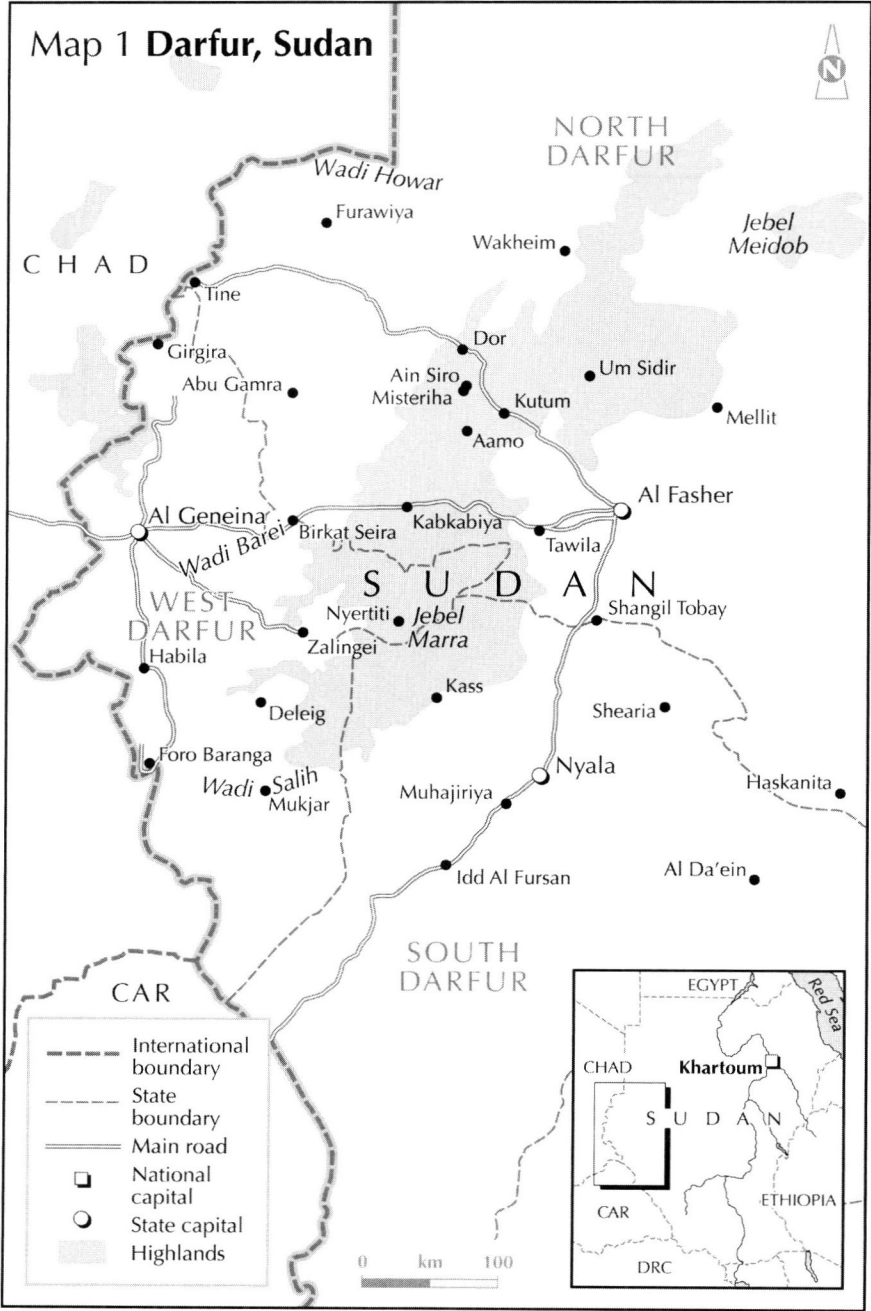 Map 1 Darfur, Sudan
N
NORTH
DARFUR
Wadi Howar
Furawiya
Jebel
Meidob
Wakheim
CHAD
Tine
Girgira
Dor
Abu Gamra
Ain Siro
Misteriha
Um Sidir
Kutum
Mellit
Aamo
Al Fasher
Al Geneina
Wadi Barei
Birkat Seira
Kabkabiya
Tawila
SUDAN
WEST
DARFUR
Nyertiti
Jebel
Marra
Shangil Tobay
Zalingei
Habila
Kass
Deleig
Shearia
Foro Baranga
Nyala
Wadi Salih
Mukjar
Muhajiriya
Haskanita
Idd Al Fursan
Al Da'ein
SOUTH
DARFUR
CAR
International
boundary
State
boundary
Main road
National
capital
State capital
Highlands
0 km 100
EGYPT
Red Sea
CHAD
Khartoum
SUDAN
CAR
ETHIOPIA
DRC